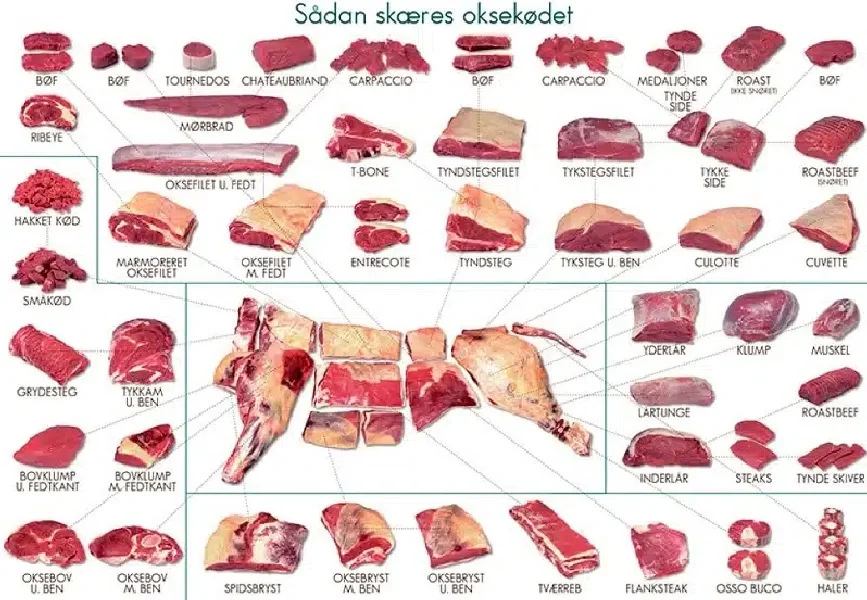 Sådan skæres oksekødet
BØF
BØF
TOURNEDOS
CHATEAUBRIAND
CARPACCIO
BØF
CARPACCIO
MEDALJONER
ROAST
(IKKE SNØRET)
BØF
RIBEYE
MØRBRAD
TYNDE
SIDE
OKSEFILET U. FEDT
T-BONE
TYNDSTEGSFILET
TYKSTEGSFILET
TYKKE
SIDE
ROASTBEEF
(SNØRET)
HAKKET KØD
MARMORERET
OKSEFILET
OKSEFILET
M. FEDT
ENTRECOTE
TYNDSTEG
TYKSTEG U. BEN
CULOTTE
CUVETTE
SMÅKØD
GRYDESTEG
TYKKAM
U. BEN
YDERLÅR
KLUMP
MUSKEL
LÅRTUNGE
ROASTBEEF
BOVKLUMP
U. FEDTKANT
BOVKLUMP
M. FEDTKANT
INDERLÅR
STEAKS
TYNDE SKIVER
OKSEBOV
U. BEN
OKSEBOV
M. BEN
SPIDSBRYST
OKSEBRYST
M. BEN
OKSEBRYST
U. BEN
TVÆRREB
FLANKSTEAK
OSSO BUCO
HALER